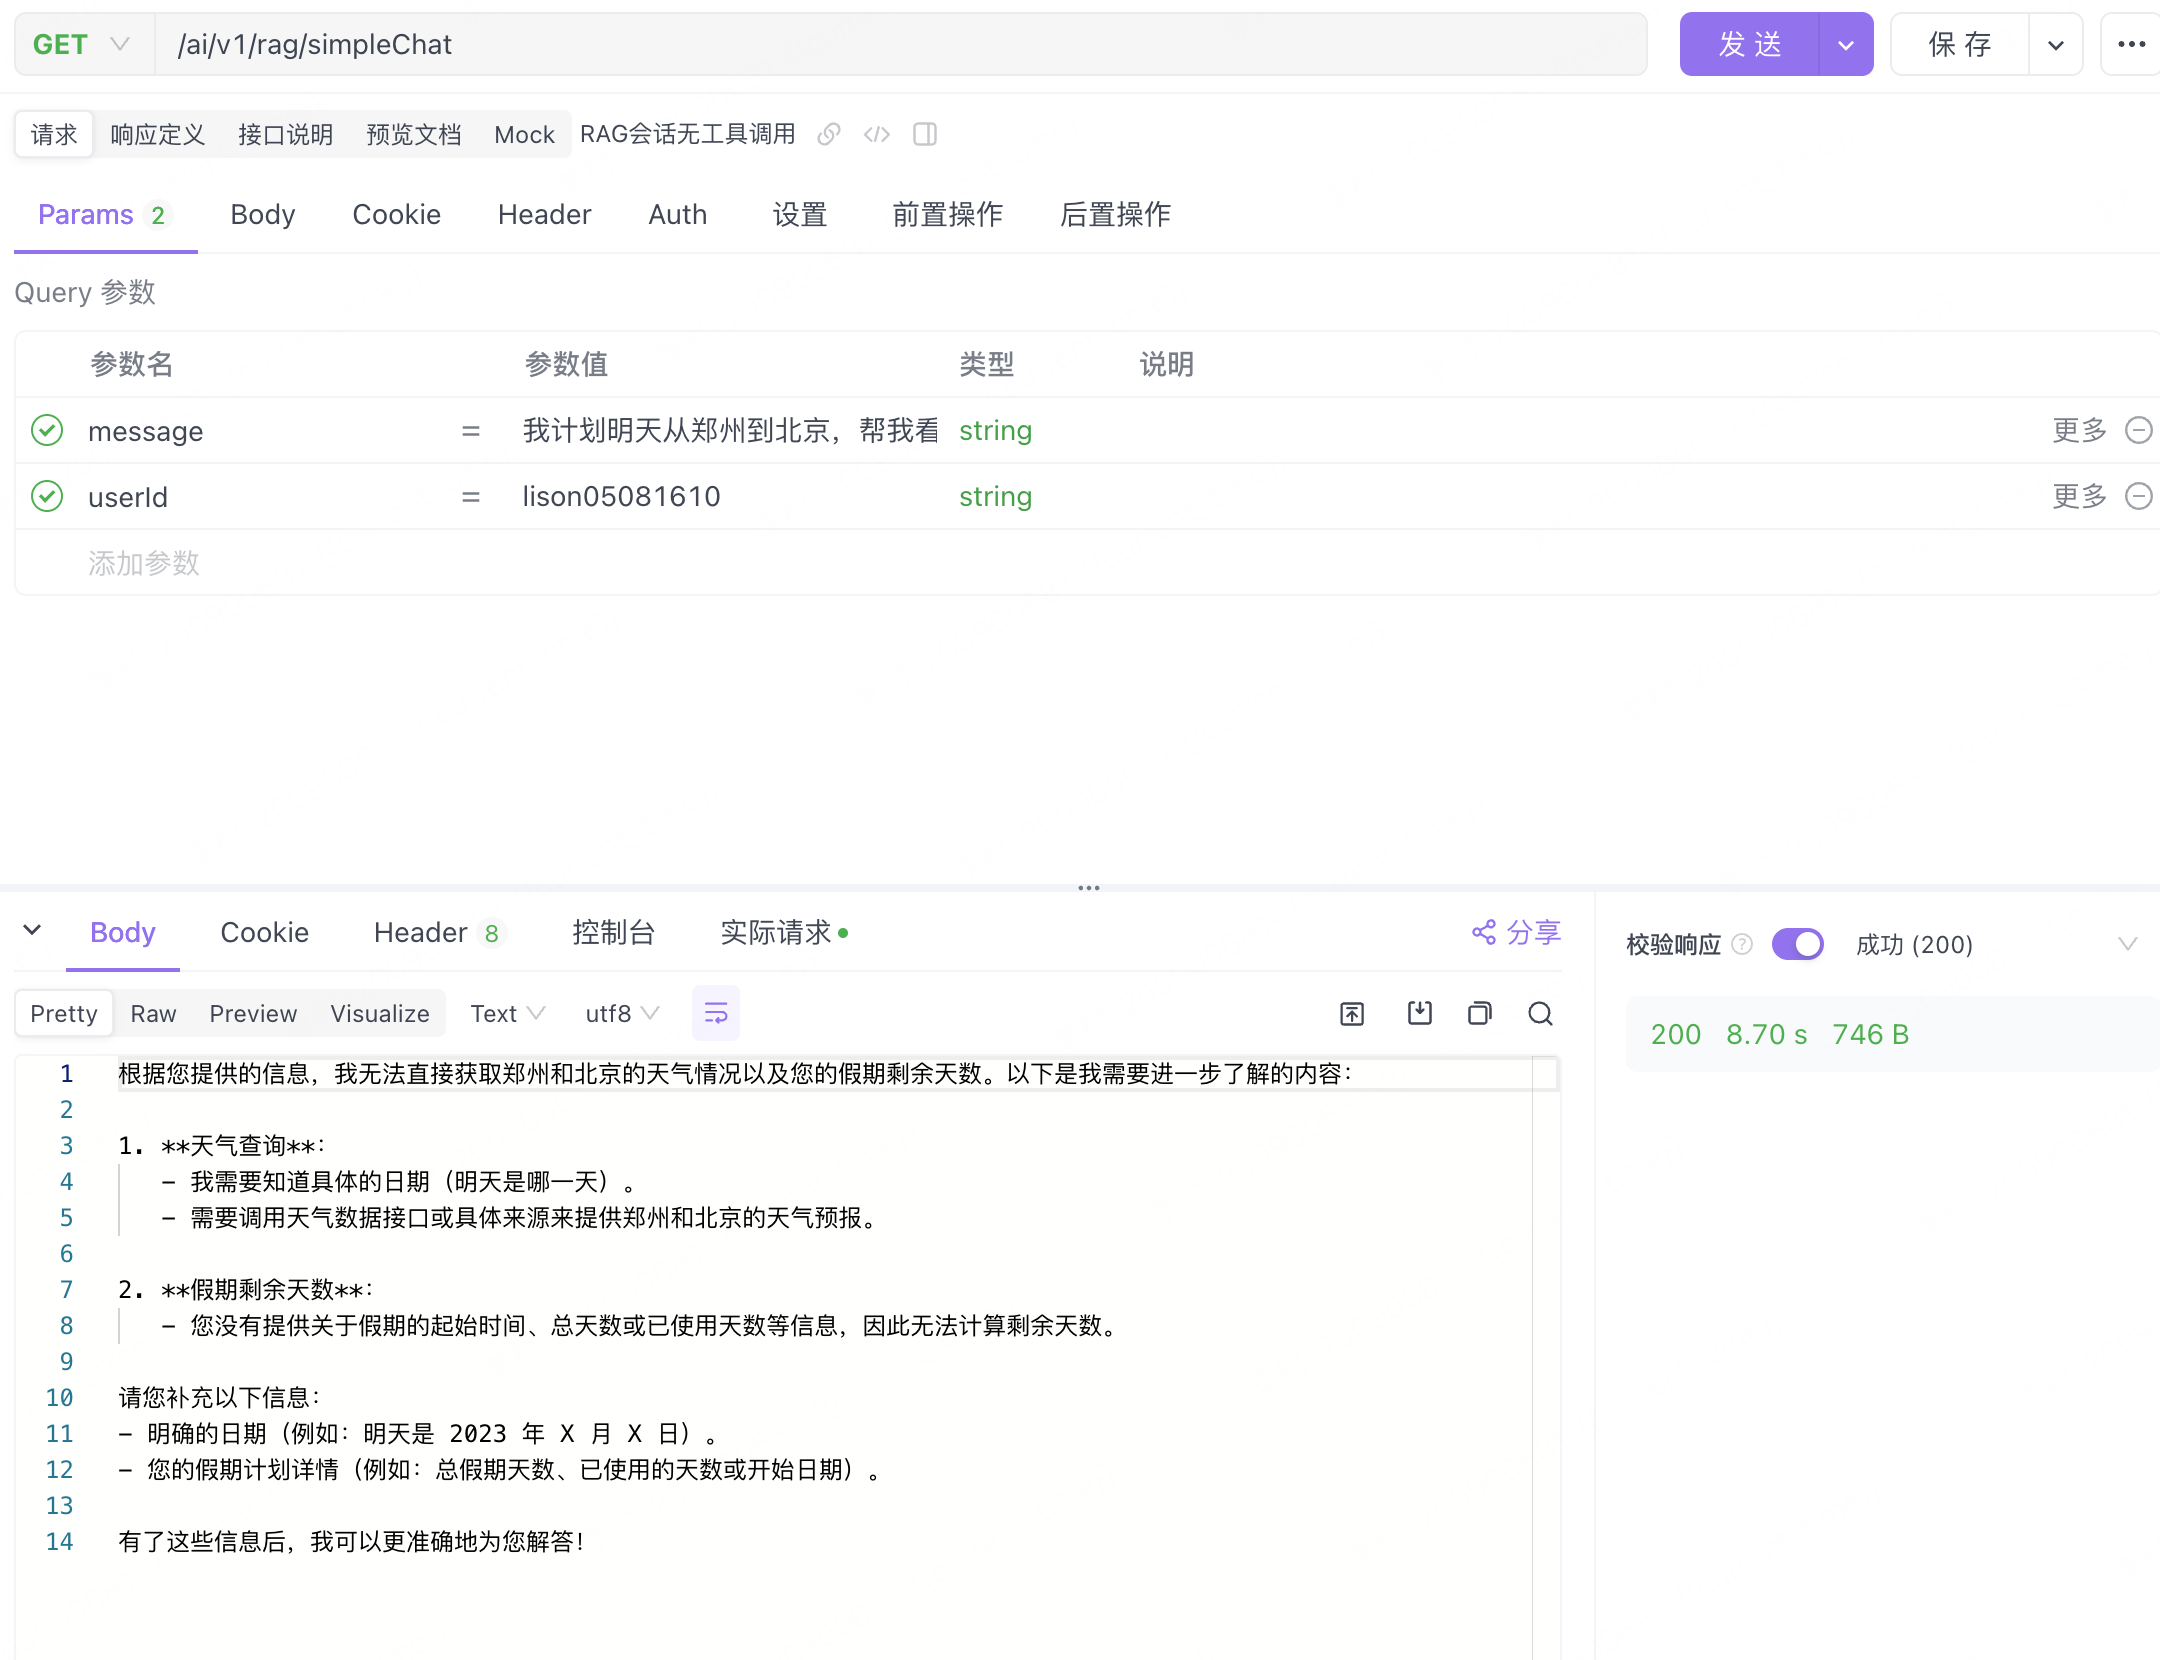 GET /ai/v1/rag/simpleChat 发 送 保 存
请求 响应定义 接口说明 预览文档 Mock RAG会话无工具调用
Params 2 Body Cookie Header Auth 设置 前置操作 后置操作
Query 参数
参数名 参数值 类型 说明
message = 我计划明天从郑州到北京，帮我看 string 更多
userId = lison05081610 string 更多
添加参数
Body Cookie Header 8 控制台 实际请求 分享
校验响应 ? 成功 (200)
Pretty Raw Preview Visualize Text utf8
200 8.70 s 746 B
1 根据您提供的信息，我无法直接获取郑州和北京的天气情况以及您的假期剩余天数。以下是我需要进一步了解的内容：
2
3 1. **天气查询**：
4 - 我需要知道具体的日期（明天是哪一天）。
5 - 需要调用天气数据接口或具体来源来提供郑州和北京的天气预报。
6
7 2. **假期剩余天数**：
8 - 您没有提供关于假期的起始时间、总天数或已使用天数等信息，因此无法计算剩余天数。
9
10 请您补充以下信息：
11 - 明确的日期（例如：明天是 2023 年 X 月 X 日）。
12 - 您的假期计划详情（例如：总假期天数、已使用的天数或开始日期）。
13
14 有了这些信息后，我可以更准确地为您解答！